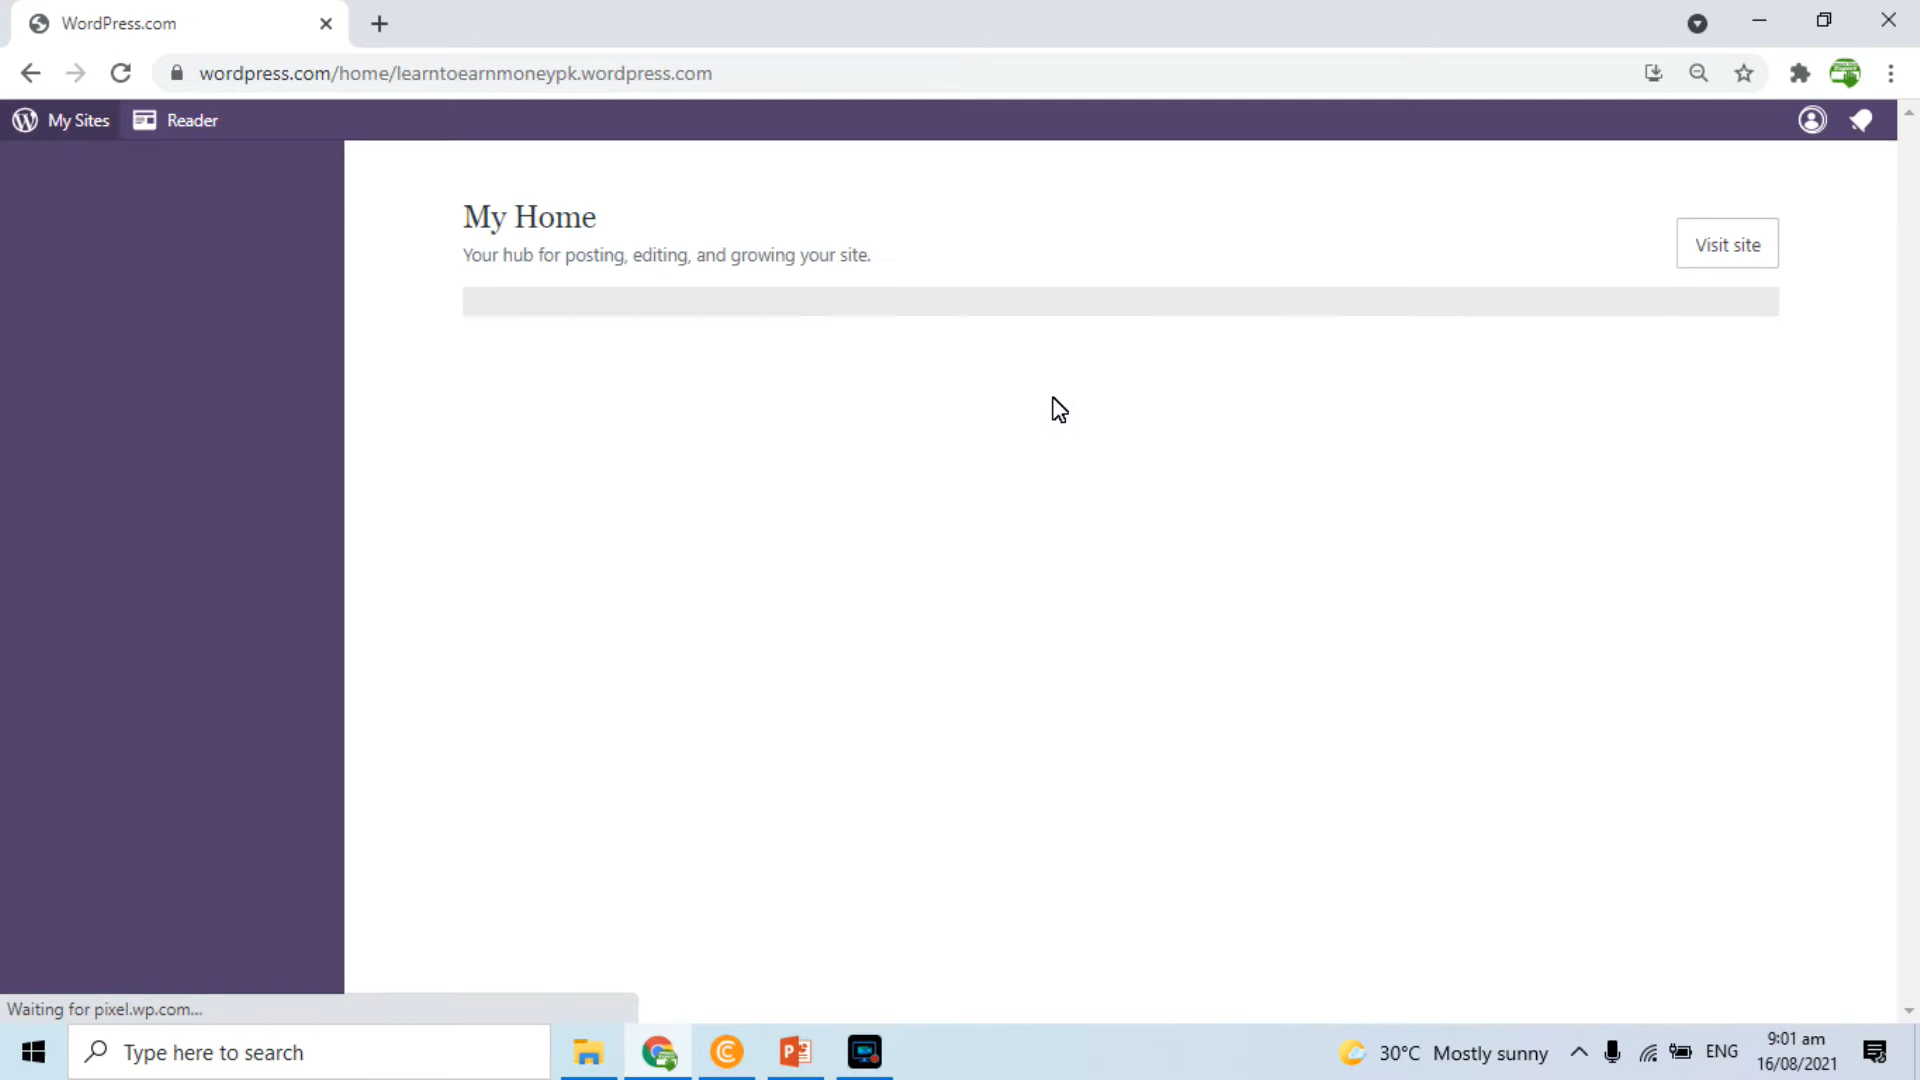 WordPress.com
wordpress.com/home/learntoearnmoneypk.wordpress.com
My Sites
Reader
My Home
Your hub for posting, editing, and growing your site.
Visit site
Waiting for pixel.wp.com...
Type here to search
30°C Mostly sunny
ENG
9:01 am
16/08/2021